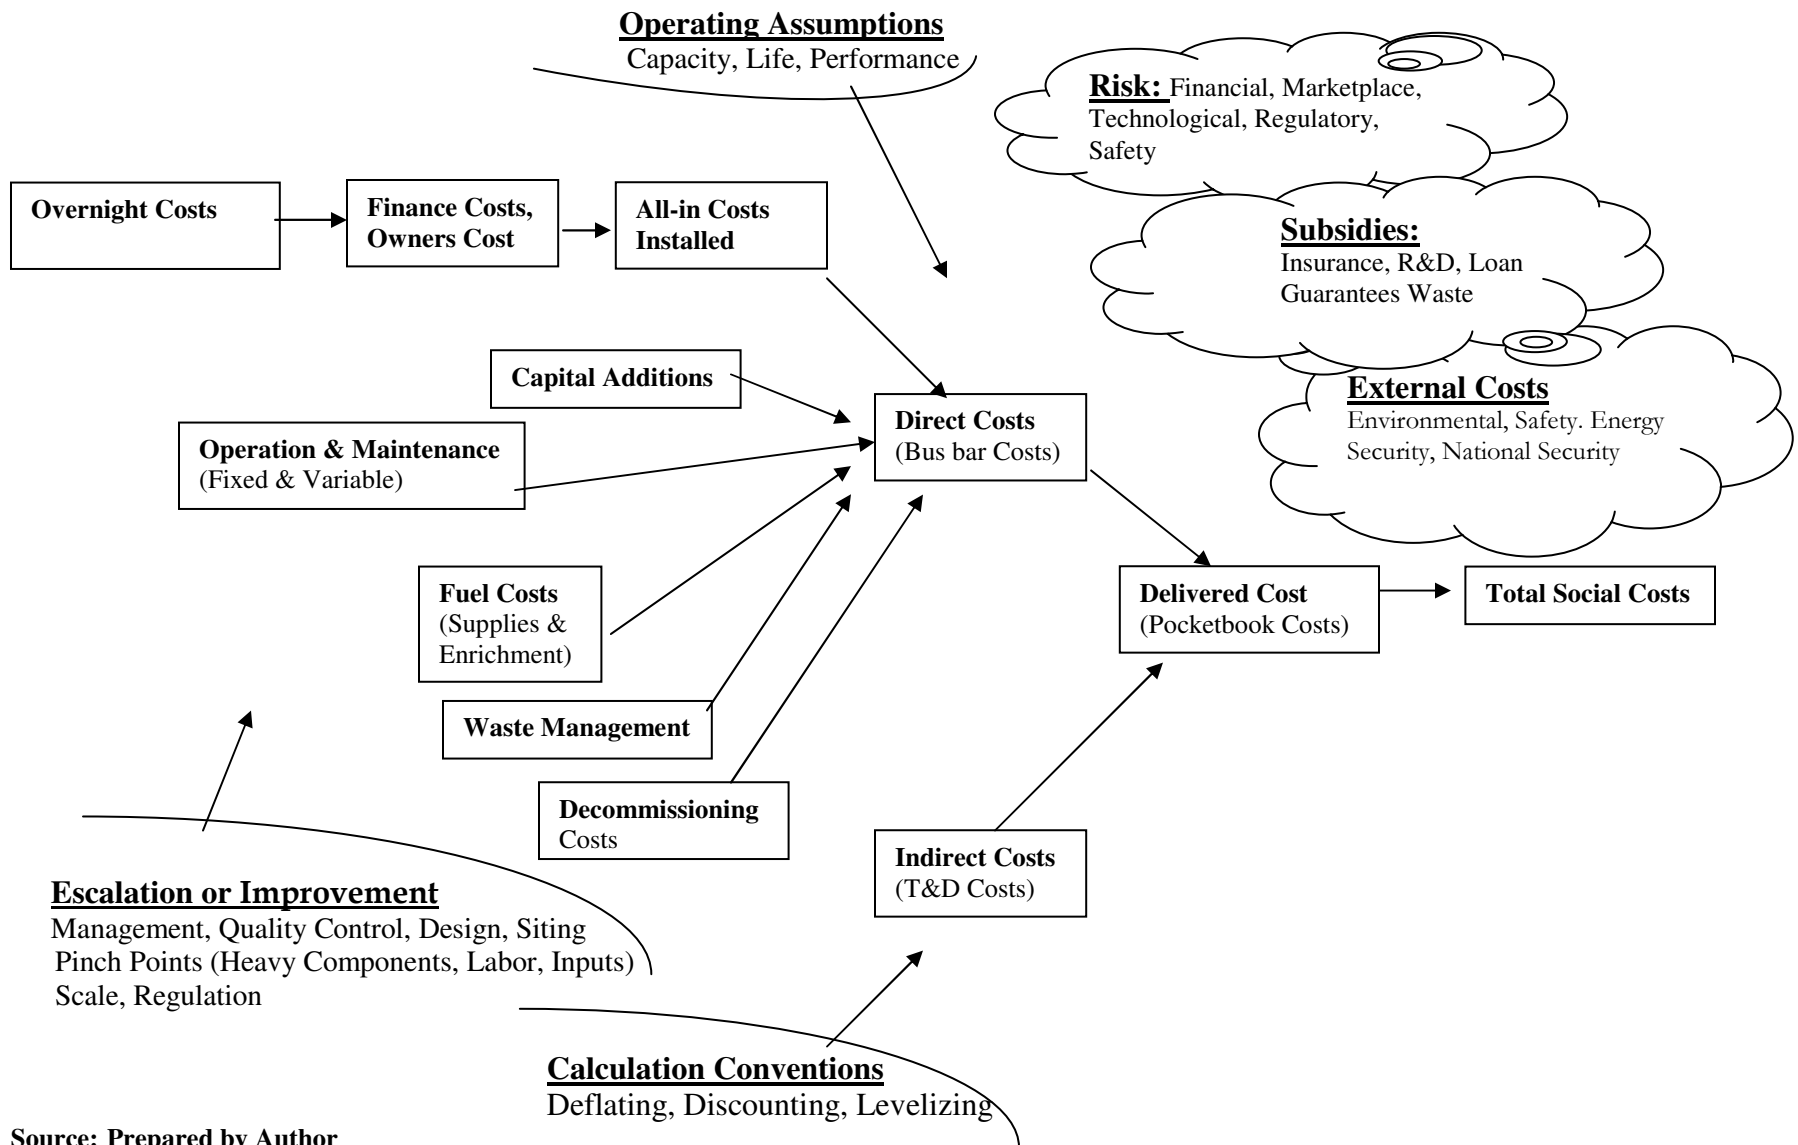 Operating Assumptions
Capacity, Life, Performance
Risk: Financial, Marketplace,
Technological, Regulatory,
Safety
Overnight Costs
Finance Costs,
Owners Cost
All-in Costs
Installed
Subsidies:
Insurance, R&D, Loan
Guarantees Waste
Capital Additions
Operation & Maintenance
(Fixed & Variable)
Direct Costs
(Bus bar Costs)
External Costs
Environmental, Safety. Energy
Security, National Security
Fuel Costs
(Supplies &
Enrichment)
Delivered Cost
(Pocketbook Costs)
Total Social Costs
Waste Management
Decommissioning
Costs
Indirect Costs
(T&D Costs)
Escalation or Improvement
Management, Quality Control, Design, Siting
Pinch Points (Heavy Components, Labor, Inputs)
Scale, Regulation
Calculation Conventions
Deflating, Discounting, Levelizing
Source: Prepared by Author